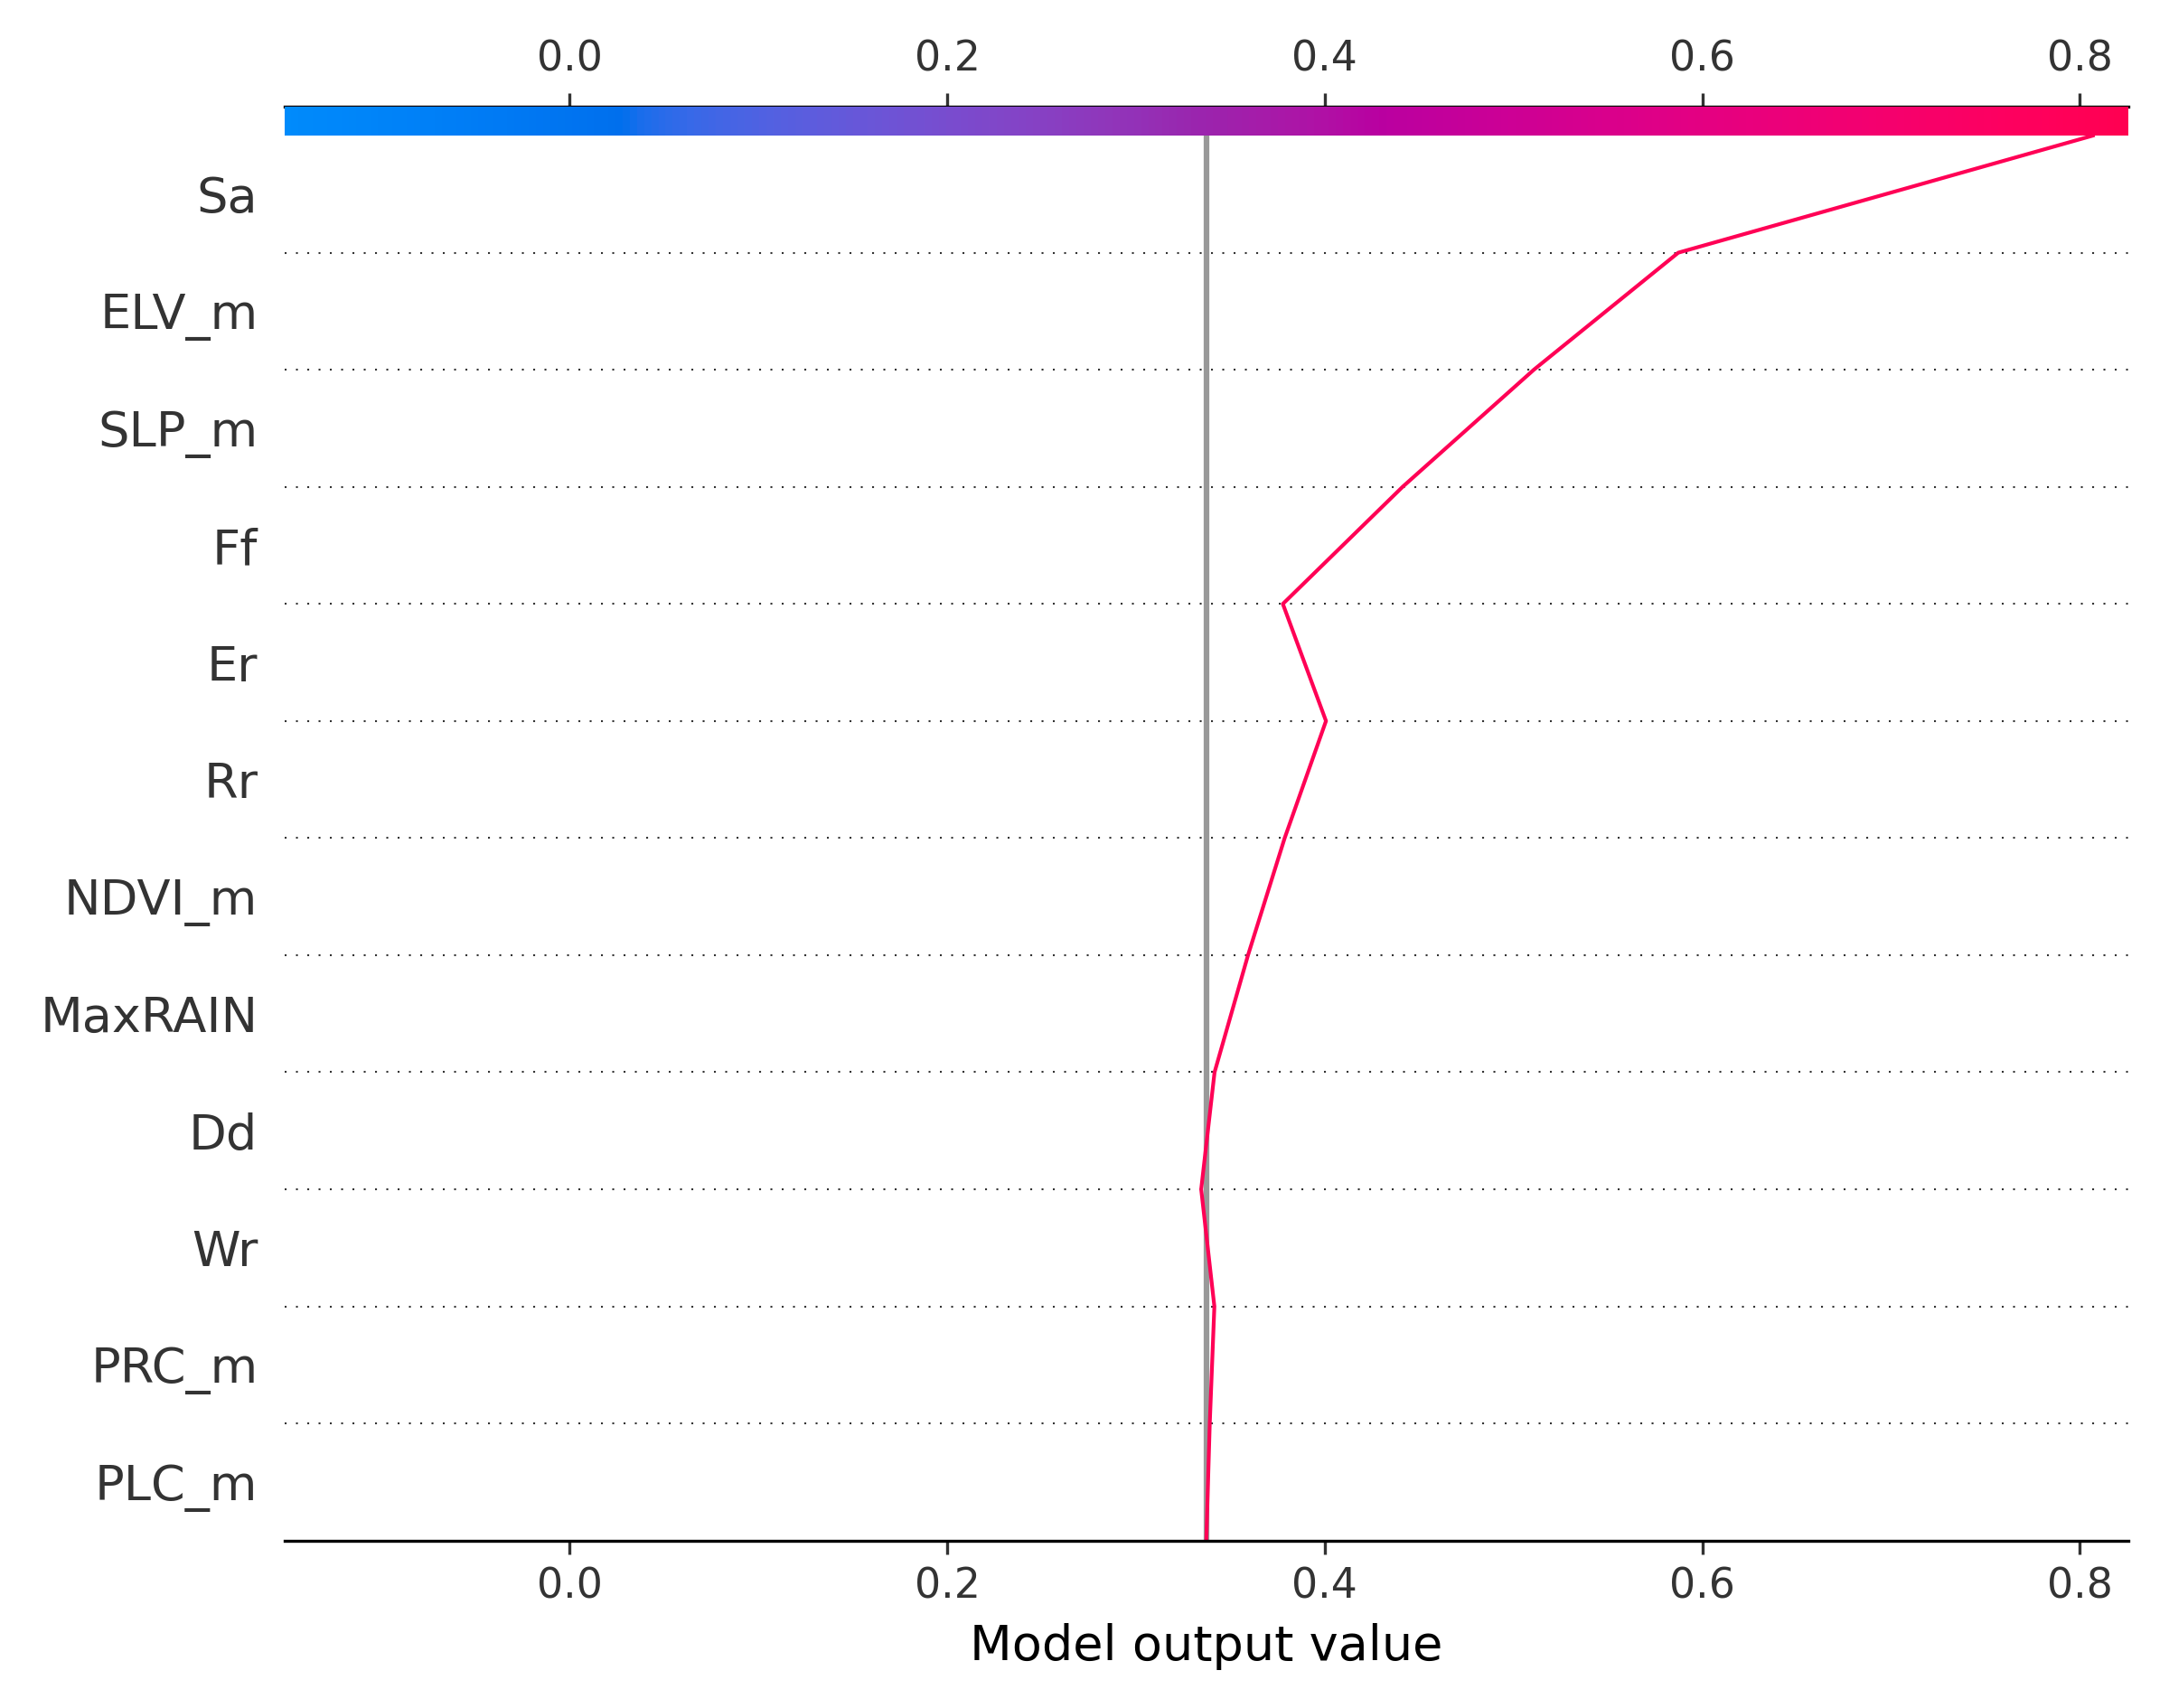 0.0 0.2 0.4 0.6 0.8
Sa
ELV_m
SLP_m
Ff
Er
Rr
NDVI_m
MaxRAIN
Dd
Wr
PRC_m
PLC_m
0.0 0.2 0.4 0.6 0.8
Model output value